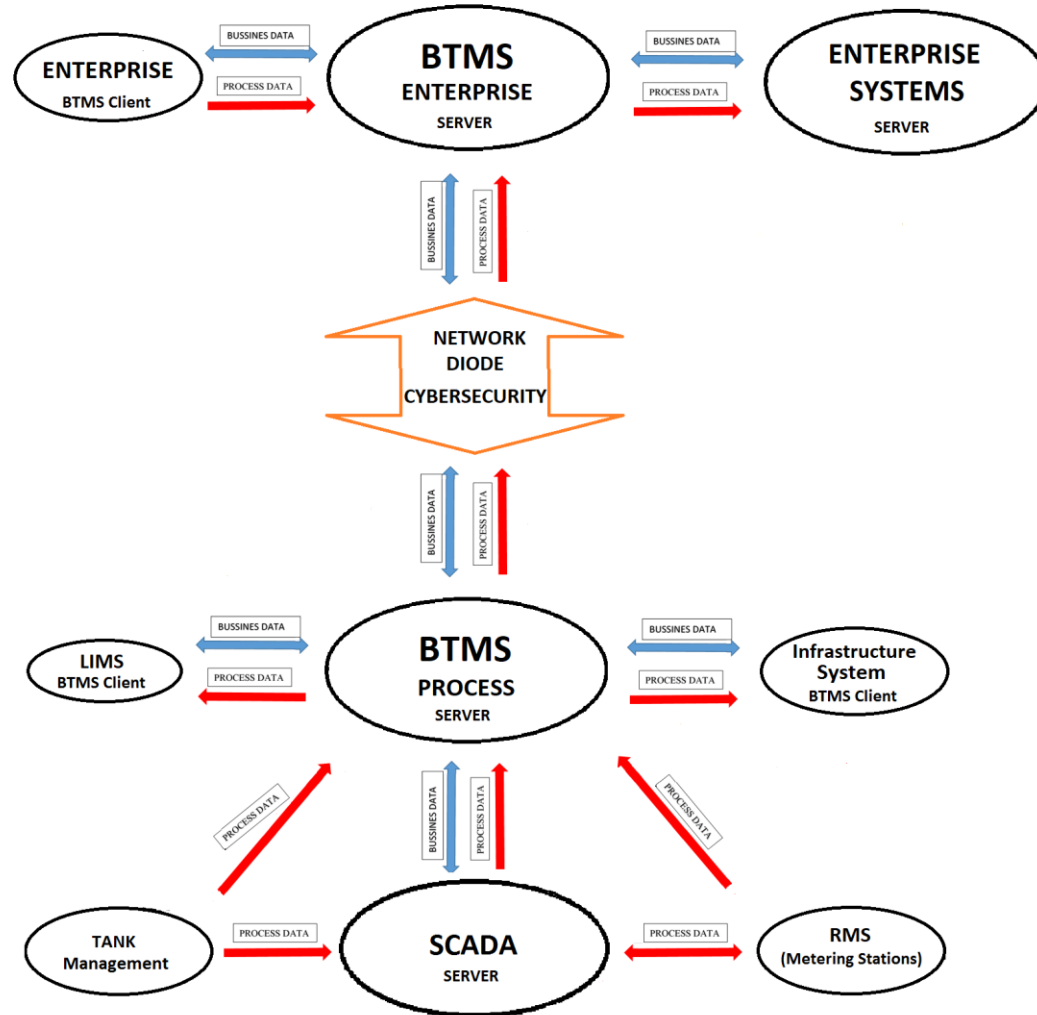 BUSSINES DATA
ENTERPRISE
BTMS Client
PROCESS DATA
BTMS
ENTERPRISE
SERVER
BUSSINES DATA
PROCESS DATA
ENTERPRISE
SYSTEMS
SERVER
BUSSINES DATA
PROCESS DATA
NETWORK
DIODE
CYBERSECURITY
BUSSINES DATA
PROCESS DATA
BUSSINES DATA
LIMS
BTMS Client
PROCESS DATA
BTMS
PROCESS
SERVER
BUSSINES DATA
PROCESS DATA
Infrastructure
System
BTMS Client
PROCESS DATA
BUSSINES DATA
PROCESS DATA
PROCESS DATA
TANK
Management
PROCESS DATA
SCADA
SERVER
PROCESS DATA
RMS
(Metering Stations)